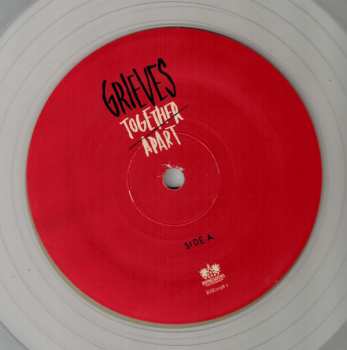 GRIEVES
TOGETHER
APART
SIDE A